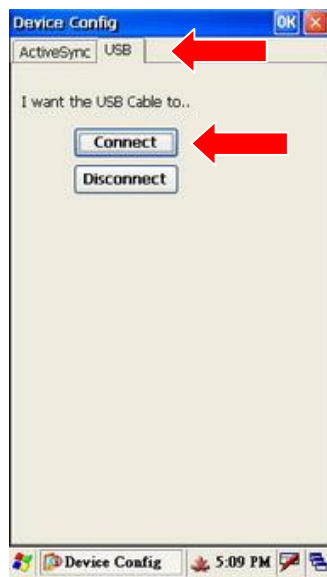 Device Config OK
ActiveSync USB
I want the USB Cable to..
Connect
Disconnect
Device Config 5:09 PM